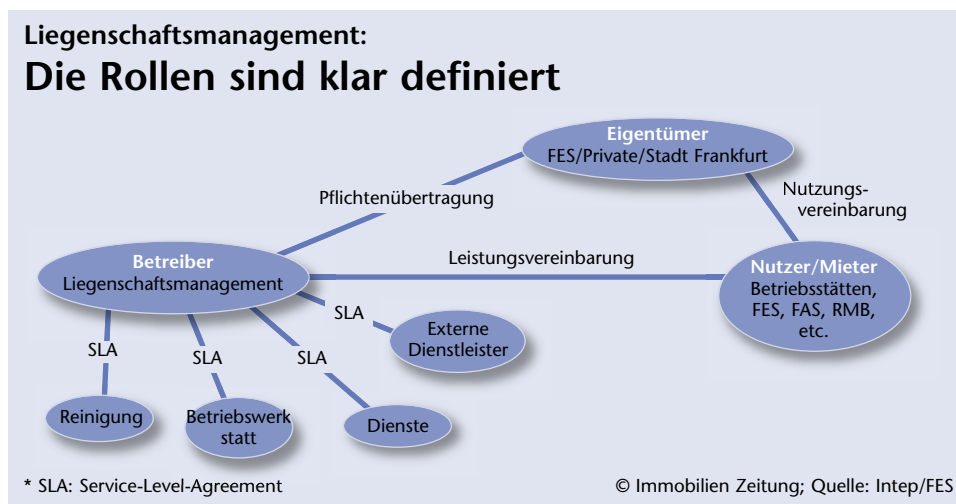 Liegenschaftsmanagement:
Die Rollen sind klar definiert
Eigentümer
FES/Private/Stadt Frankfurt
Pflichtenübertragung
Nutzungs-
vereinbarung
Betreiber
Liegenschaftsmanagement
Leistungsvereinbarung
Nutzer/Mieter
Betriebsstätten,
FES, FAS, RMB,
etc.
SLA
Externe
Dienstleister
SLA
SLA
SLA
Reinigung
Betriebswerk
statt
Dienste
* SLA: Service-Level-Agreement
© Immobilien Zeitung; Quelle: Intep/FES